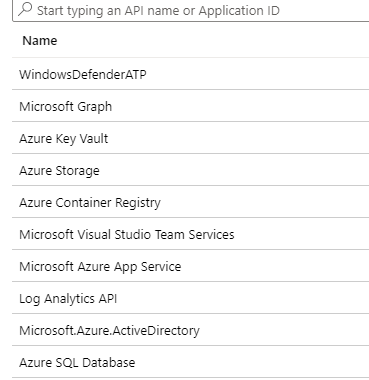 Start typing an API name or Application ID
Name
WindowsDefenderATP
Microsoft Graph
Azure Key Vault
Azure Storage
Azure Container Registry
Microsoft Visual Studio Team Services
Microsoft Azure App Service
Log Analytics API
Microsoft.Azure.ActiveDirectory
Azure SQL Database